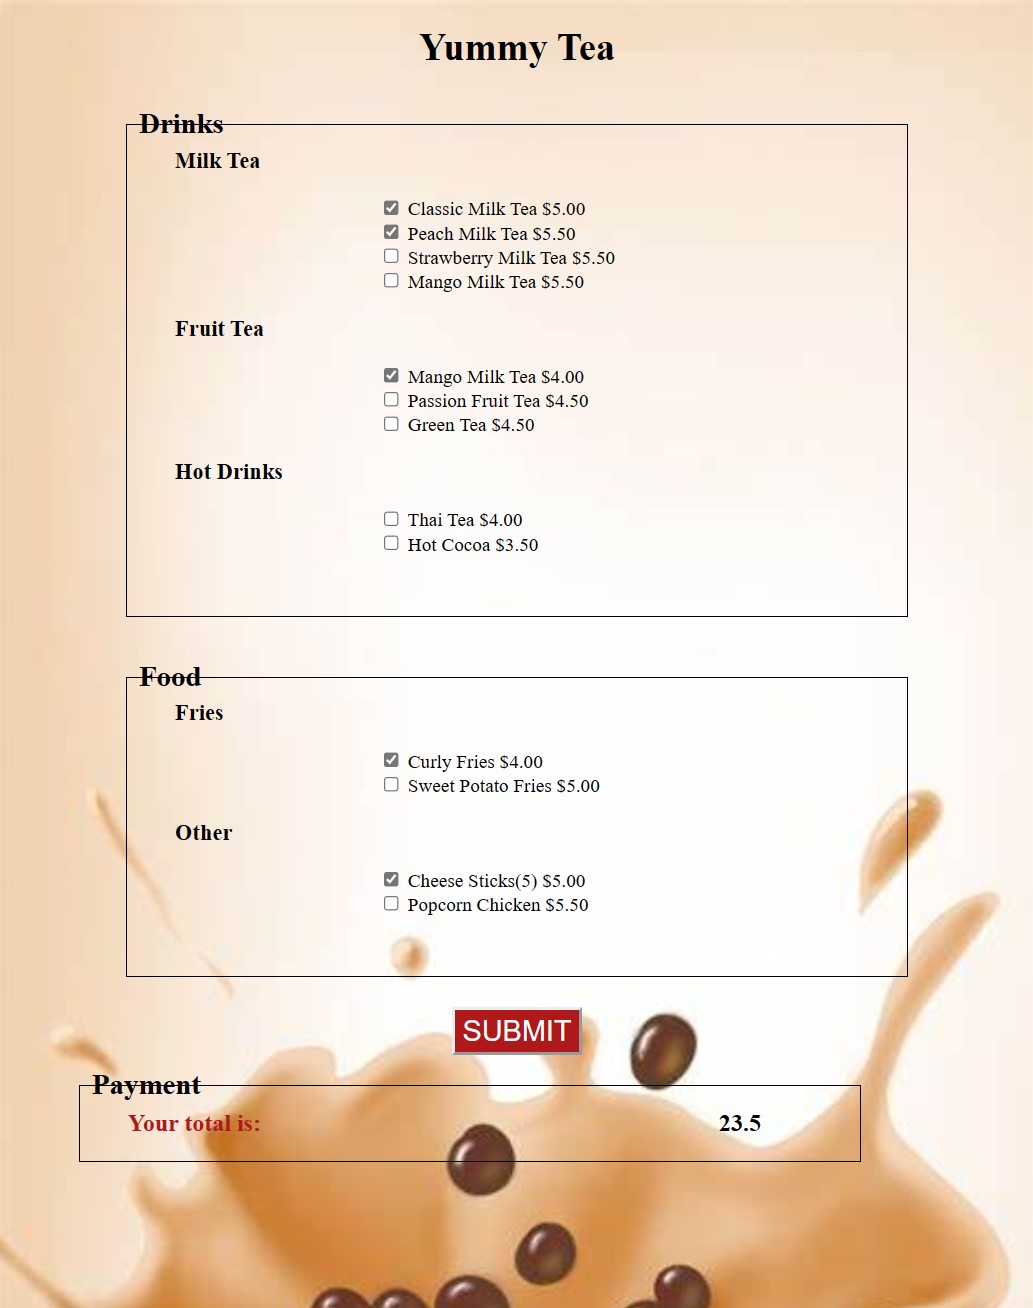 Yummy Tea
Drinks
Milk Tea
Classic Milk Tea $5.00
Peach Milk Tea $5.50
Strawberry Milk Tea $5.50
Mango Milk Tea $5.50
Fruit Tea
Mango Milk Tea $4.00
Passion Fruit Tea $4.50
Green Tea $4.50
Hot Drinks
Thai Tea $4.00
Hot Cocoa $3.50
Food
Fries
Curly Fries $4.00
Sweet Potato Fries $5.00
Other
Cheese Sticks(5) $5.00
Popcorn Chicken $5.50
SUBMIT
Payment
Your total is: 23.5